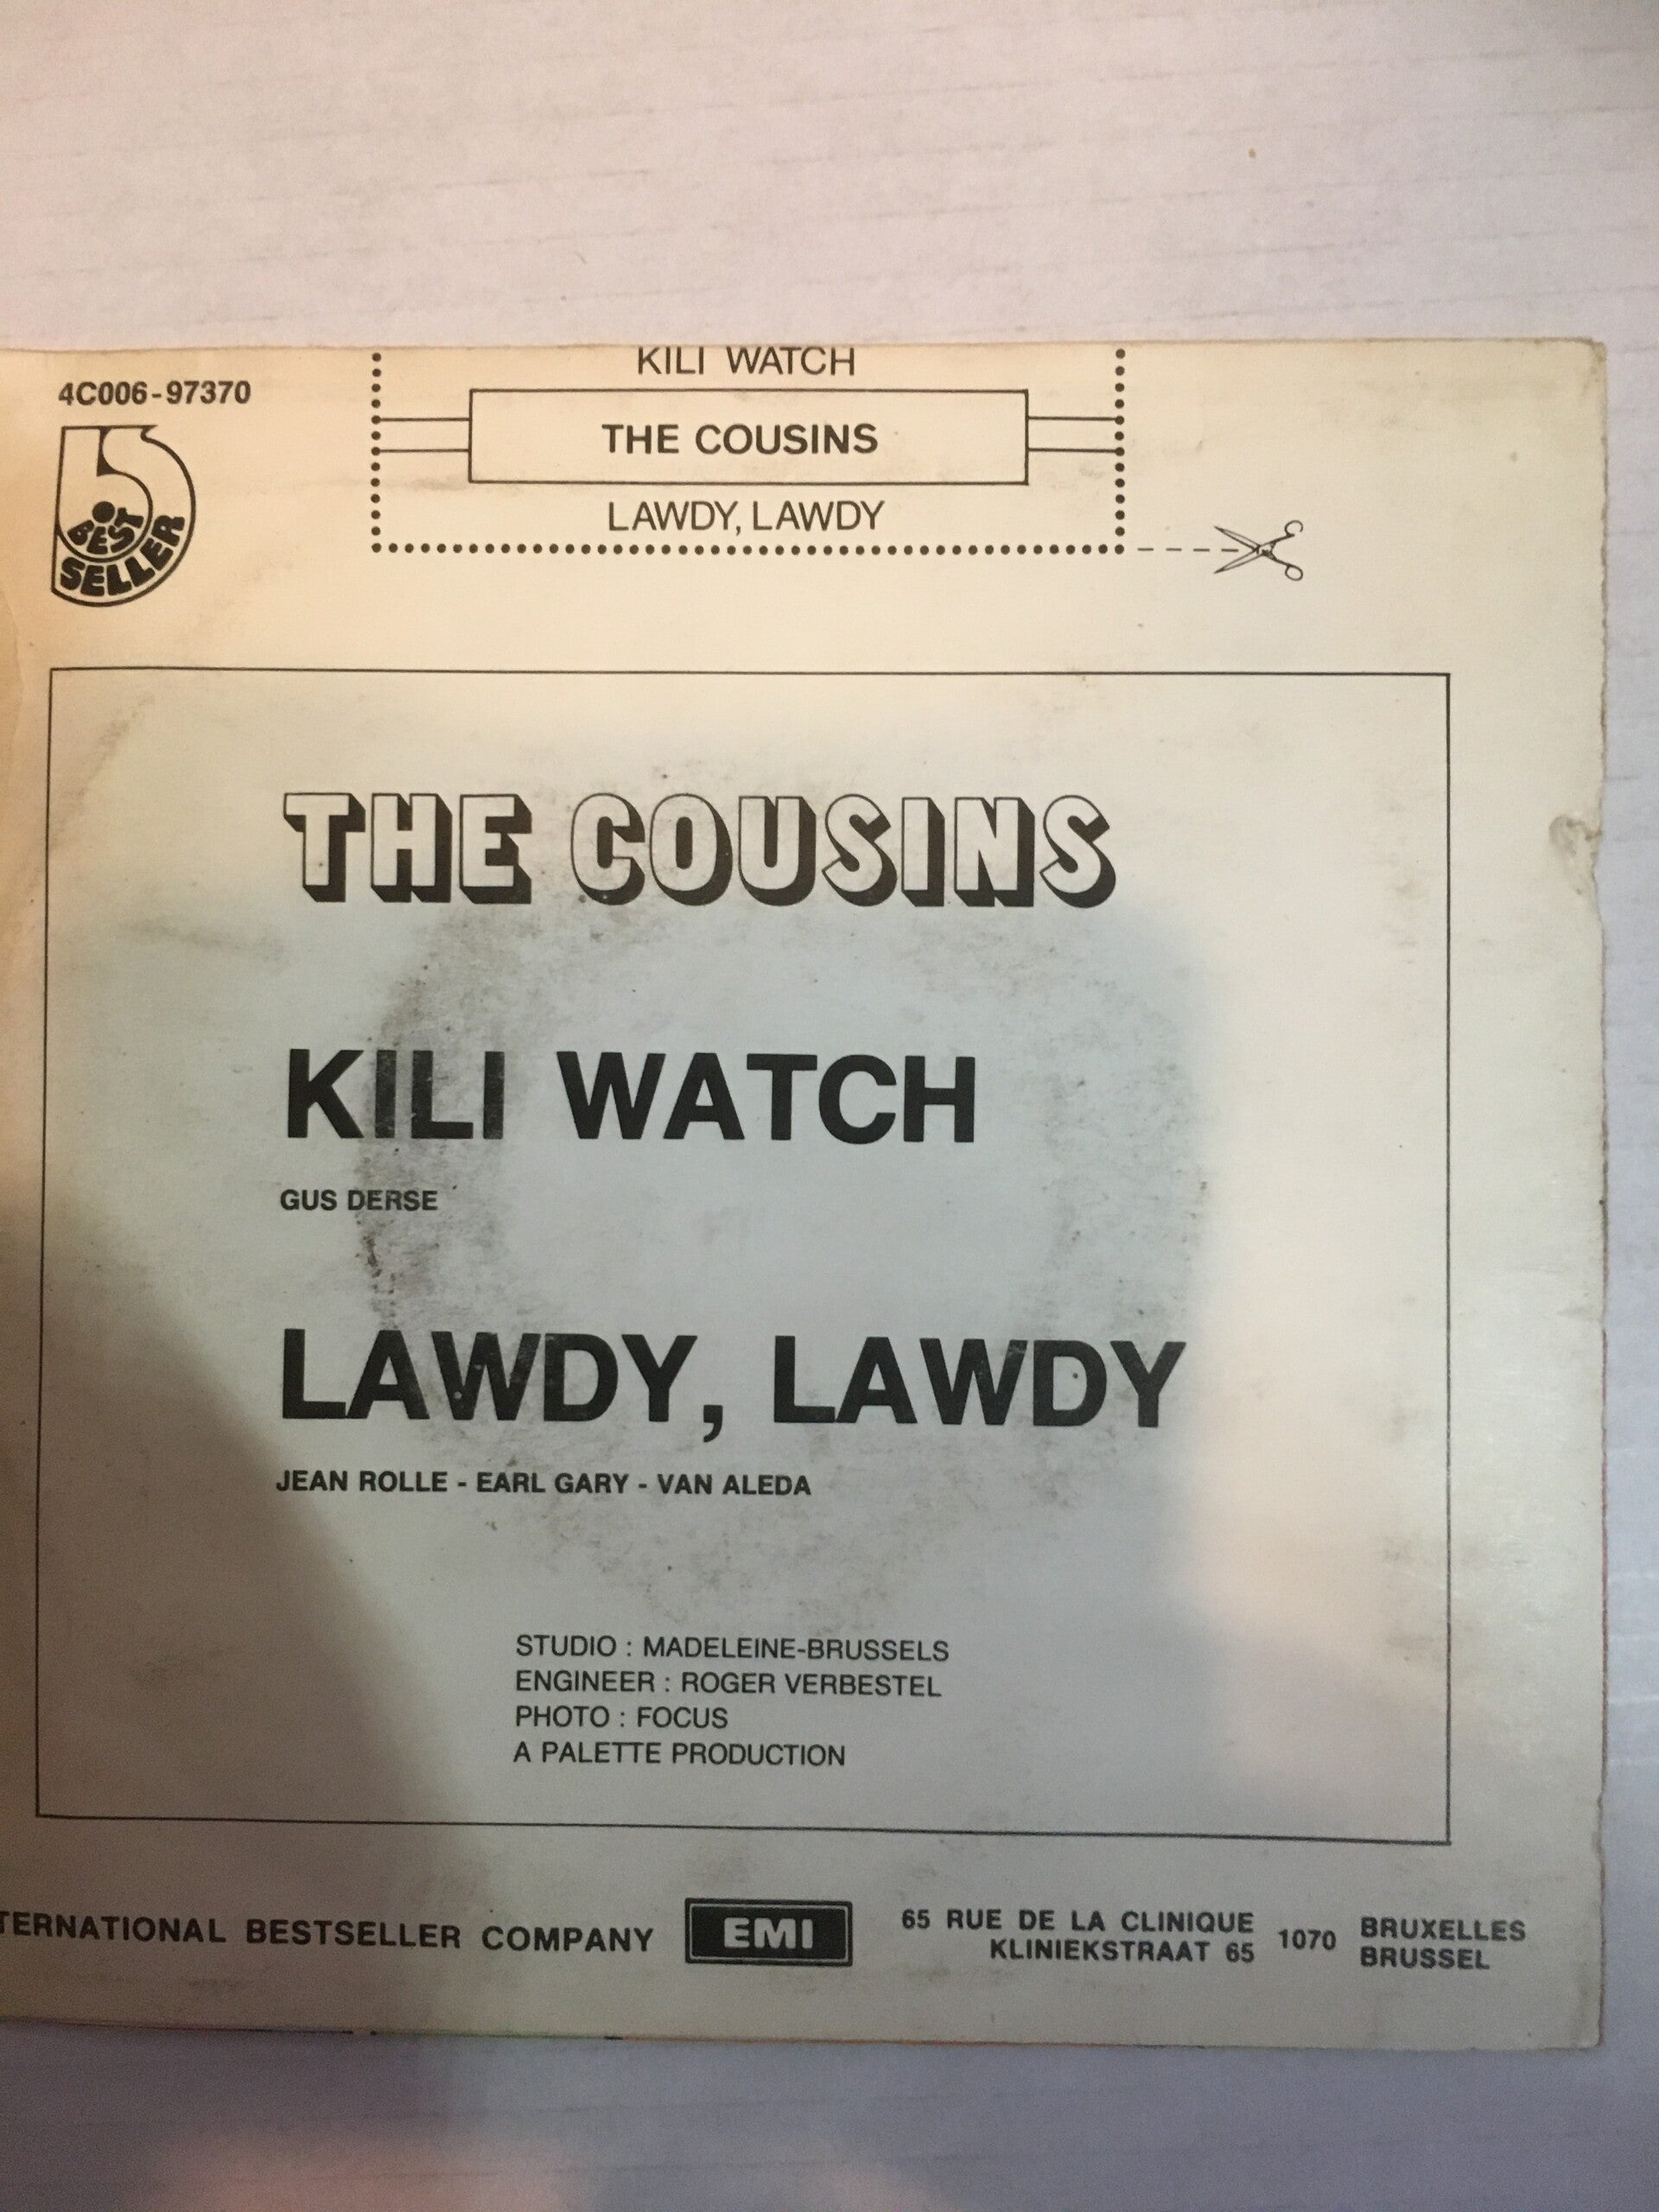 4C006-97370
BEST
SELLER
KILI WATCH
THE COUSINS
LAWDY, LAWDY
THE COUSINS
KILI WATCH
GUS DERSE
LAWDY, LAWDY
JEAN ROLLE - EARL GARY - VAN ALEDA
STUDIO : MADELEINE-BRUSSELS
ENGINEER : ROGER VERBESTEL
PHOTO : FOCUS
A PALETTE PRODUCTION
TERNATIONAL BESTSELLER COMPANY EMI 65 RUE DE LA CLINIQUE 1070 BRUXELLES
KLINIEKSTRAAT 65 BRUSSEL